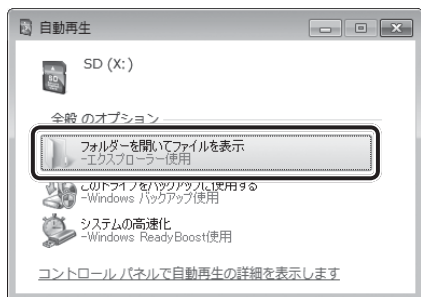 自動再生
SD (X:)
SD
全般 のオプション
フォルダーを開いてファイルを表示
-エクスプローラー使用
このドライブをバックアップに使用する
-Windows バックアップ使用
システムの高速化
-Windows ReadyBoost使用
コントロール パネルで自動再生の詳細を表示します